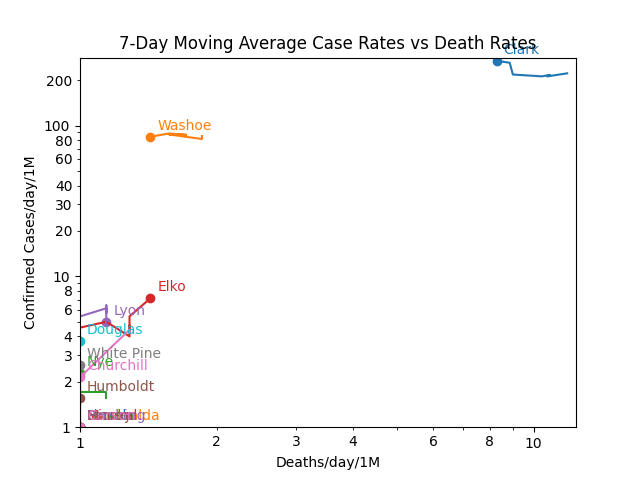 7-Day Moving Average Case Rates vs Death Rates
Clark
200
Washoe
100
80
60
40
30
20
Confirmed Cases/day/1M
Elko
10
8
Lyon
6
Douglas
4
White Pine
3
Nye
Churchill
2
Humboldt
1
1 2 3 4 6 8 10
Deaths/day/1M